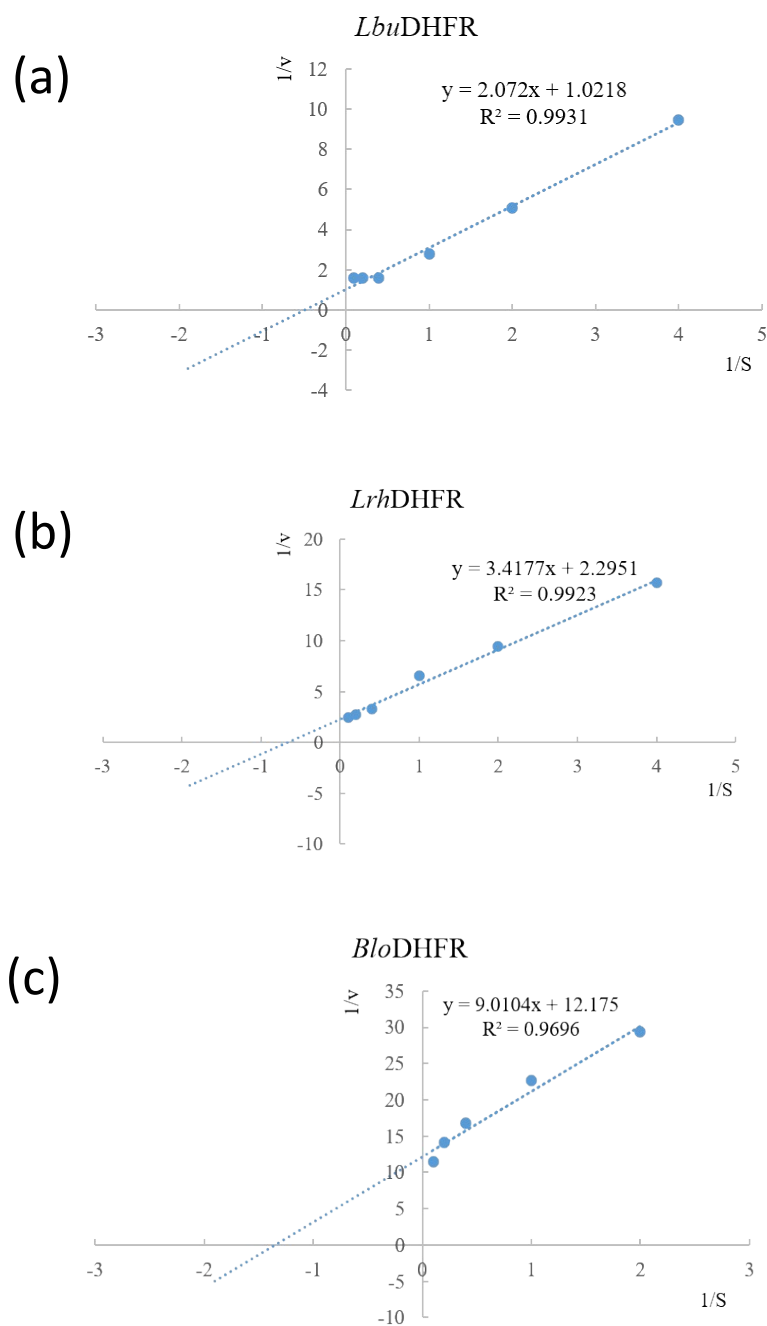 (a)
LbuDHFR
1/v
y = 2.072x + 1.0218
R² = 0.9931
12
10
8
6
4
2
0
-2
-4
-3 -2 -1 0 1 2 3 4 5
1/S
(b)
LrhDHFR
1/v
y = 3.4177x + 2.2951
R² = 0.9923
20
15
10
5
0
-5
-10
-3 -2 -1 0 1 2 3 4 5
1/S
(c)
BloDHFR
1/v
y = 9.0104x + 12.175
R² = 0.9696
35
30
25
20
15
10
5
0
-5
-10
-3 -2 -1 0 1 2 3
1/S